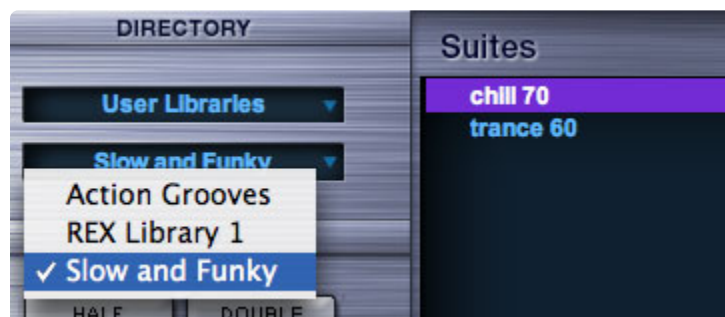 DIRECTORY
User Libraries
Slow and Funky
Action Grooves
REX Library 1
✓ Slow and Funky
HALF DOUBLE
Suites
chill 70
trance 60